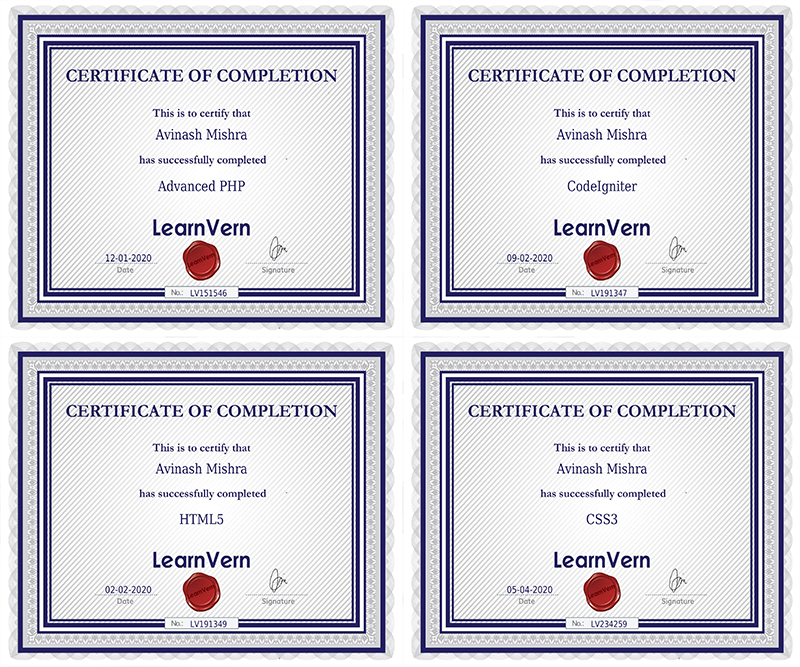 CERTIFICATE OF COMPLETION
This is to certify that
Avinash Mishra
has successfully completed
Advanced PHP
LearnVern
LearnVern
12-01-2020
Date
Signature
No.: LV151546
CERTIFICATE OF COMPLETION
This is to certify that
Avinash Mishra
has successfully completed
CodeIgniter
LearnVern
LearnVern
09-02-2020
Date
Signature
No.: LV191347
CERTIFICATE OF COMPLETION
This is to certify that
Avinash Mishra
has successfully completed
HTML5
LearnVern
LearnVern
02-02-2020
Date
Signature
No.: LV191349
CERTIFICATE OF COMPLETION
This is to certify that
Avinash Mishra
has successfully completed
CSS3
LearnVern
LearnVern
05-04-2020
Date
Signature
No.: LV234259